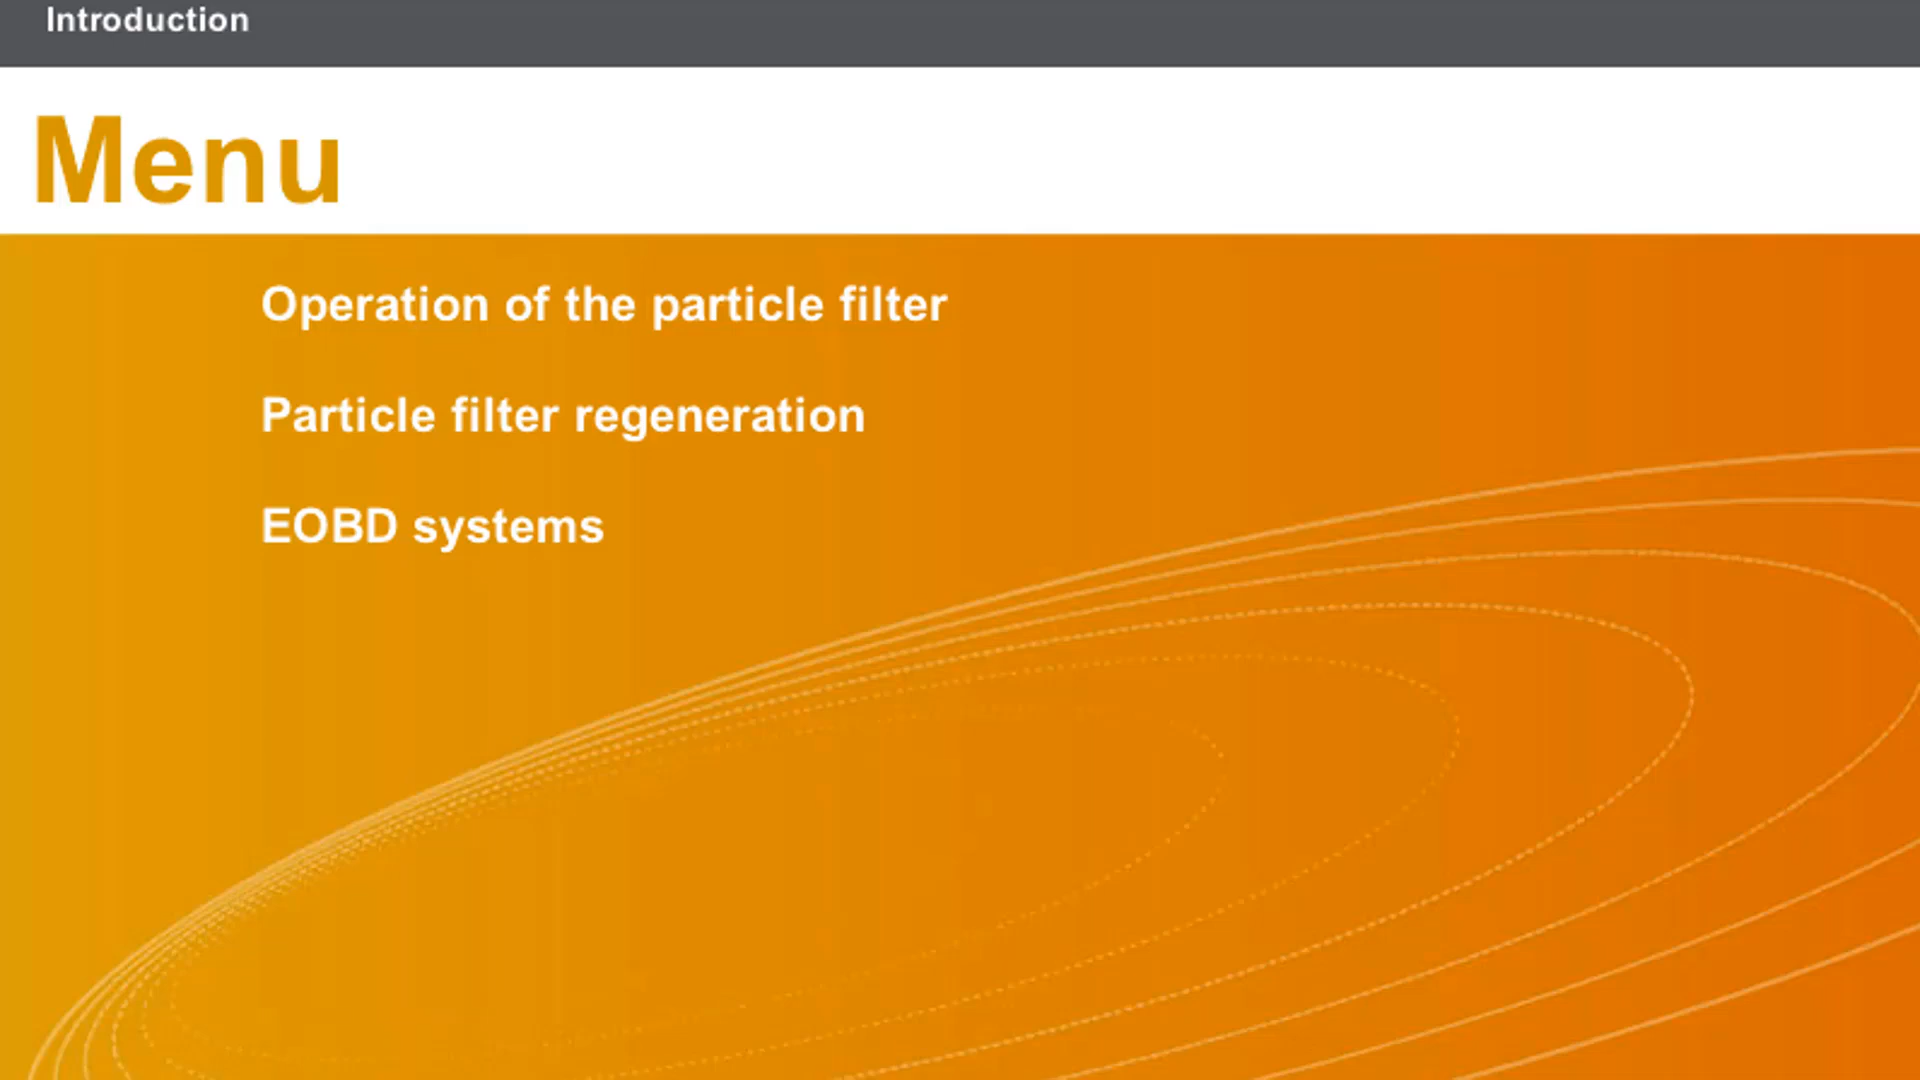 Introduction
Menu
Operation of the particle filter
Particle filter regeneration
EOBD systems